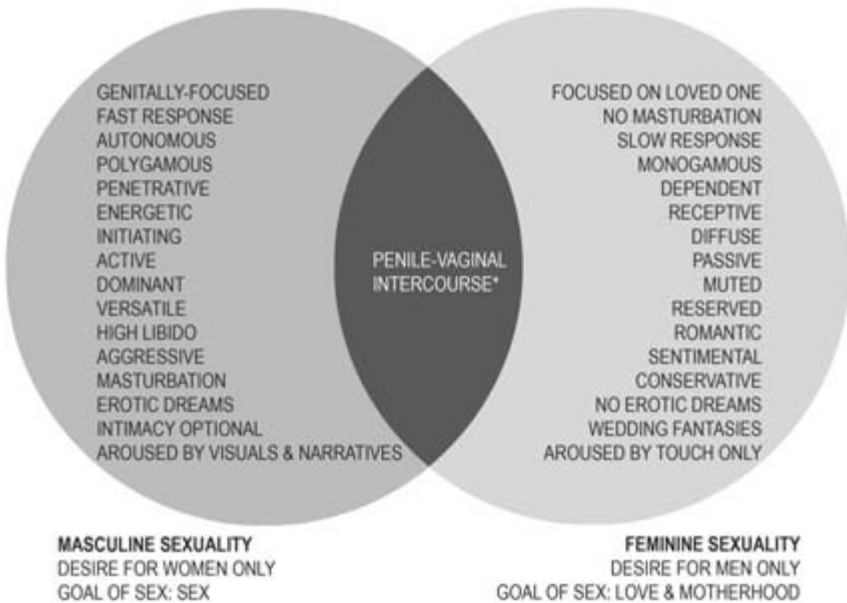 GENITALLY-FOCUSED
FAST RESPONSE
AUTONOMOUS
POLYGAMOUS
PENETRATIVE
ENERGETIC
INITIATING
ACTIVE
DOMINANT
VERSATILE
HIGH LIBIDO
AGGRESSIVE
MASTURBATION
EROTIC DREAMS
INTIMACY OPTIONAL
AROUSED BY VISUALS & NARRATIVES
PENILE-VAGINAL
INTERCOURSE*
FOCUSED ON LOVED ONE
NO MASTURBATION
SLOW RESPONSE
MONOGAMOUS
DEPENDENT
RECEPTIVE
DIFFUSE
PASSIVE
MUTED
RESERVED
ROMANTIC
SENTIMENTAL
CONSERVATIVE
NO EROTIC DREAMS
WEDDING FANTASIES
AROUSED BY TOUCH ONLY
MASCULINE SEXUALITY
DESIRE FOR WOMEN ONLY
GOAL OF SEX: SEX
FEMININE SEXUALITY
DESIRE FOR MEN ONLY
GOAL OF SEX: LOVE & MOTHERHOOD